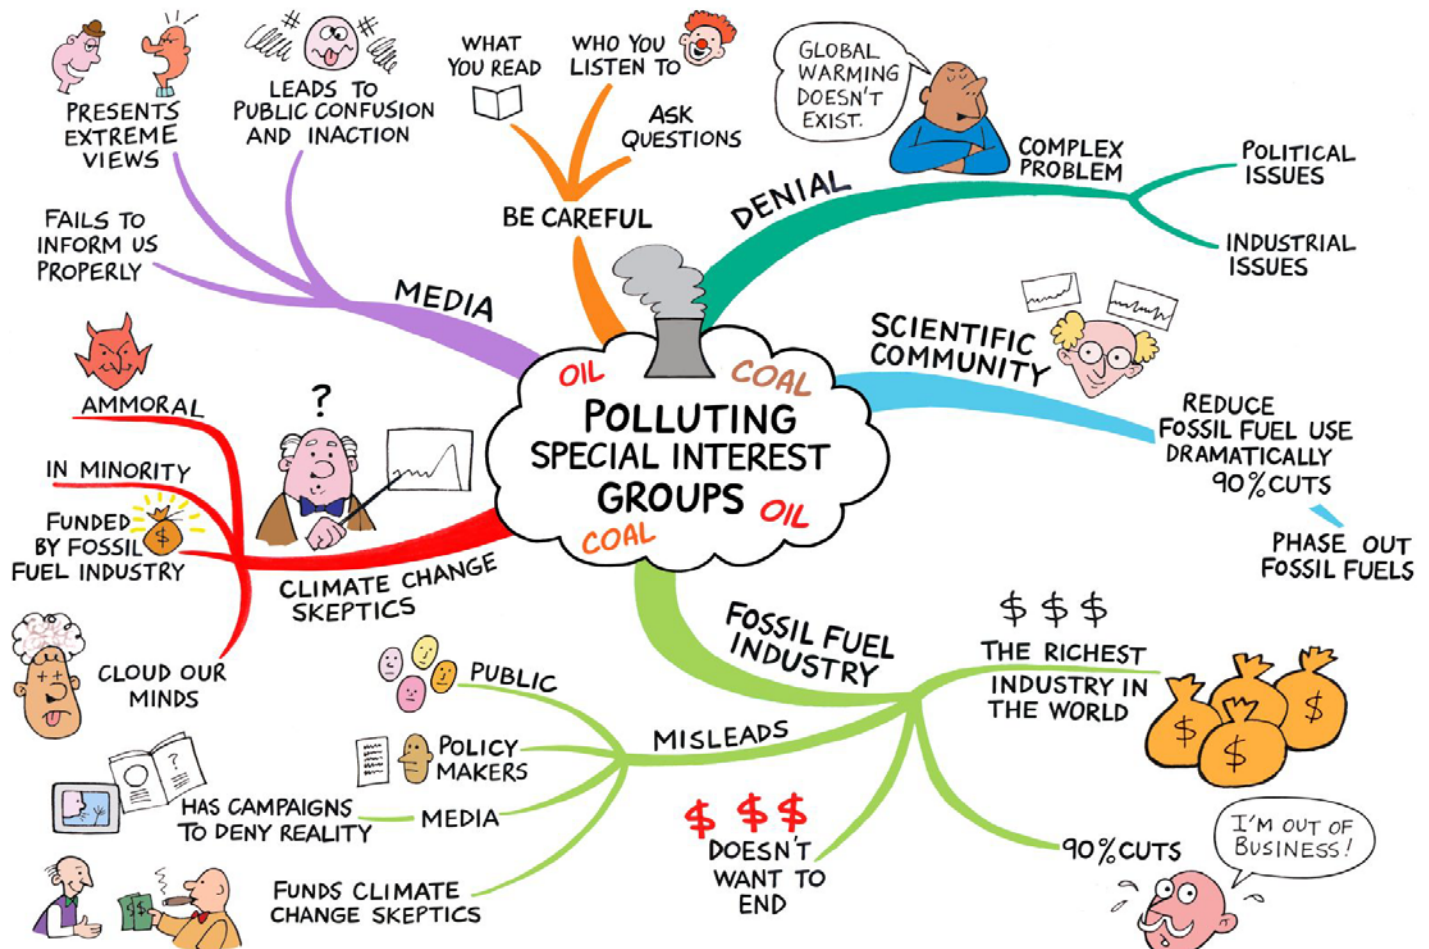 POLLUTING
SPECIAL INTEREST
GROUPS
OIL
COAL
OIL
COAL
DENIAL
GLOBAL
WARMING
DOESN'T
EXIST.
COMPLEX
PROBLEM
POLITICAL
ISSUES
INDUSTRIAL
ISSUES
SCIENTIFIC
COMMUNITY
REDUCE
FOSSIL FUEL USE
DRAMATICALLY
90% CUTS
PHASE OUT
FOSSIL FUELS
FOSSIL FUEL
INDUSTRY
$ $ $
THE RICHEST
INDUSTRY IN
THE WORLD
$
$
$
90% CUTS
I'M OUT OF
BUSINESS!
$ $ $
DOESN'T
WANT TO
END
MISLEADS
PUBLIC
POLICY
MAKERS
MEDIA
HAS CAMPAIGNS
TO DENY REALITY
?
FUNDS CLIMATE
CHANGE SKEPTICS
$$
CLIMATE CHANGE
SKEPTICS
?
AMMORAL
IN MINORITY
FUNDED
BY FOSSIL
FUEL INDUSTRY
$
CLOUD OUR
MINDS
MEDIA
FAILS TO
INFORM US
PROPERLY
PRESENTS
EXTREME
VIEWS
LEADS TO
PUBLIC CONFUSION
AND INACTION
# #
BE CAREFUL
WHAT
YOU READ
WHO YOU
LISTEN TO
ASK
QUESTIONS